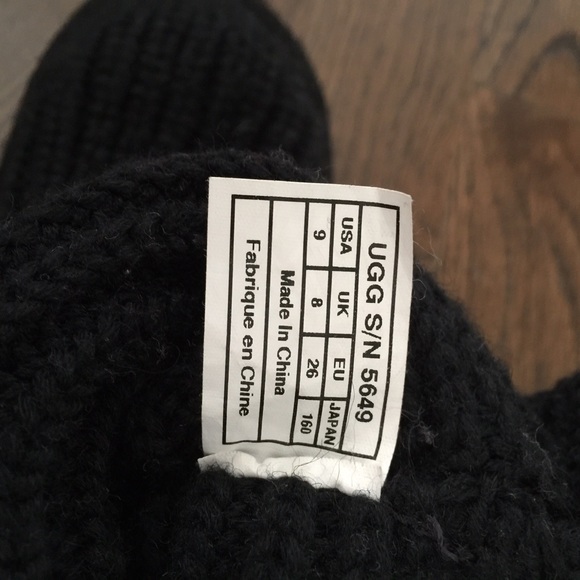 UGG S/N 5649
USA UK EU JAPAN
9 8 26 160
Made In China
Fabrique en Chine